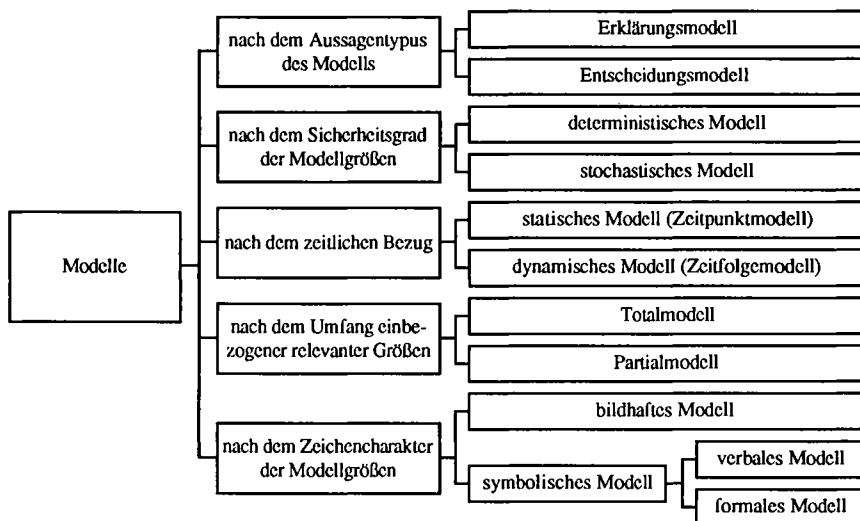 Modelle
nach dem Aussagentypus
des Modells
Erklärungsmodell
Entscheidungsmodell
nach dem Sicherheitsgrad
der Modellgrößen
deterministisches Modell
stochastisches Modell
nach dem zeitlichen Bezug
statisches Modell (Zeitpunktmodell)
dynamisches Modell (Zeitfolgemodell)
nach dem Umfang einbe-
zogener relevanter Größen
Totalmodell
Partialmodell
nach dem Zeichencharakter
der Modellgrößen
bildhaftes Modell
symbolisches Modell
verbales Modell
formales Modell